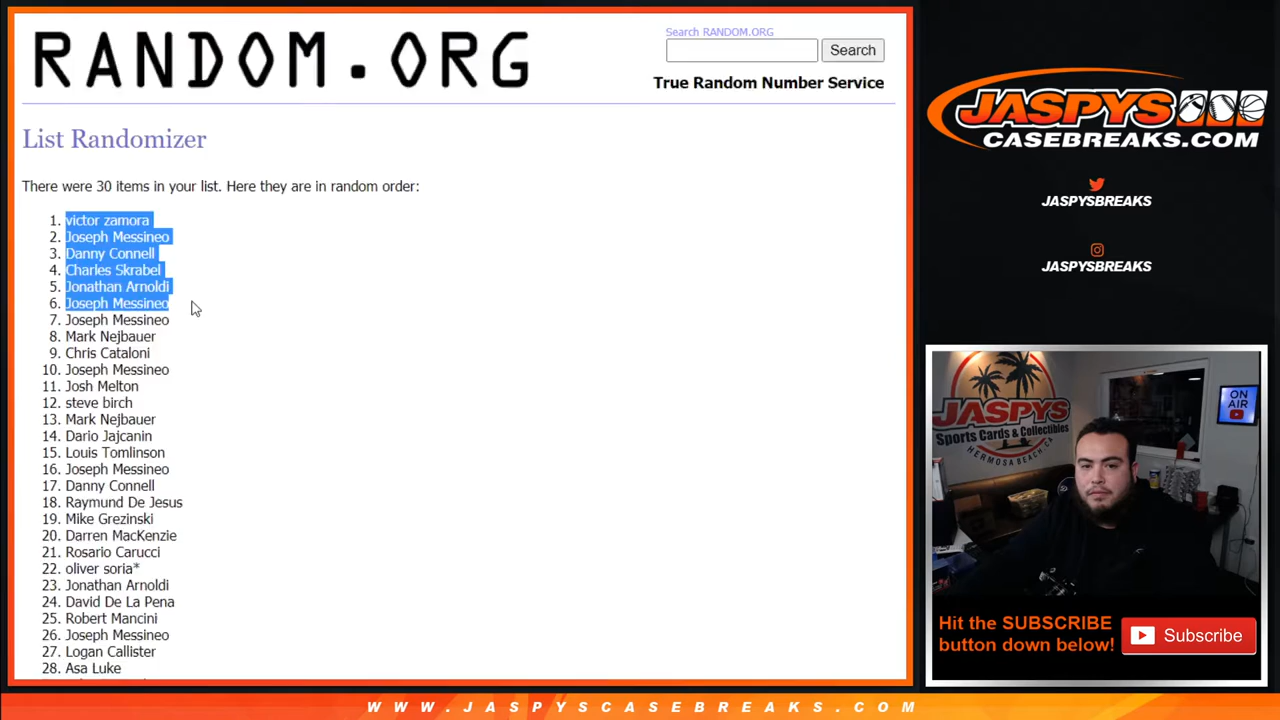 RANDOM.ORG
Search RANDOM.ORG
Search
True Random Number Service
List Randomizer
There were 30 items in your list. Here they are in random order:
1. victor zamora
2. Joseph Messineo
3. Danny Connell
4. Charles Skrabel
5. Jonathan Arnoldi
6. Joseph Messineo
7. Joseph Messineo
8. Mark Nejbauer
9. Chris Cataloni
10. Joseph Messineo
11. Josh Melton
12. steve birch
13. Mark Nejbauer
14. Dario Jajcanin
15. Louis Tomlinson
16. Joseph Messineo
17. Danny Connell
18. Raymund De Jesus
19. Mike Grezinski
20. Darren MacKenzie
21. Rosario Carucci
22. oliver soria*
23. Jonathan Arnoldi
24. David De La Pena
25. Robert Mancini
26. Joseph Messineo
27. Logan Callister
28. Asa Luke
JASPYS
CASEBREAKS.COM
JASPYSBREAKS
JASPYSBREAKS
JASPYS
Sports Cards & Collectibles
HERMOSA BEACH, CA
ON
AIR
Hit the SUBSCRIBE
button down below!
Subscribe
WWW.JASPYSCASEBREAKS.COM